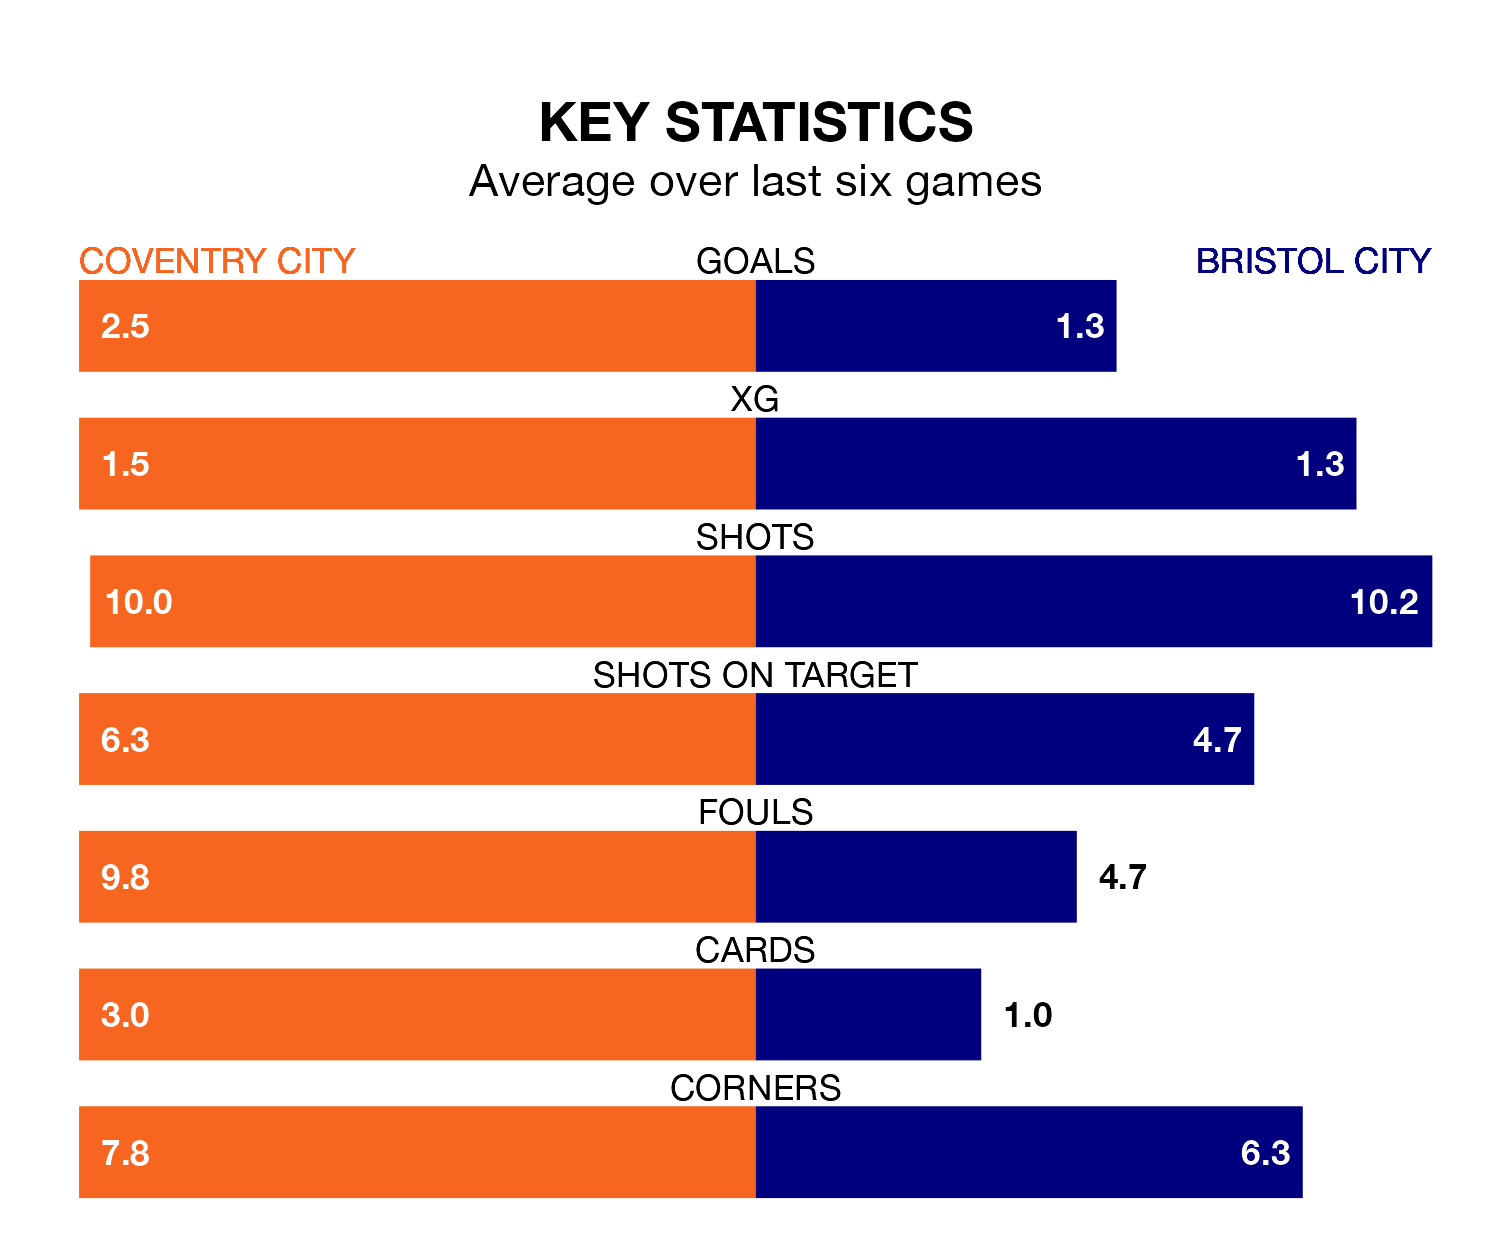 KEY STATISTICS
Average over last six games
COVENTRY CITY GOALS BRISTOL CITY
2.5 1.3
XG
1.5 1.3
SHOTS
10.0 10.2
SHOTS ON TARGET
6.3 4.7
FOULS
9.8 4.7
CARDS
3.0 1.0
CORNERS
7.8 6.3